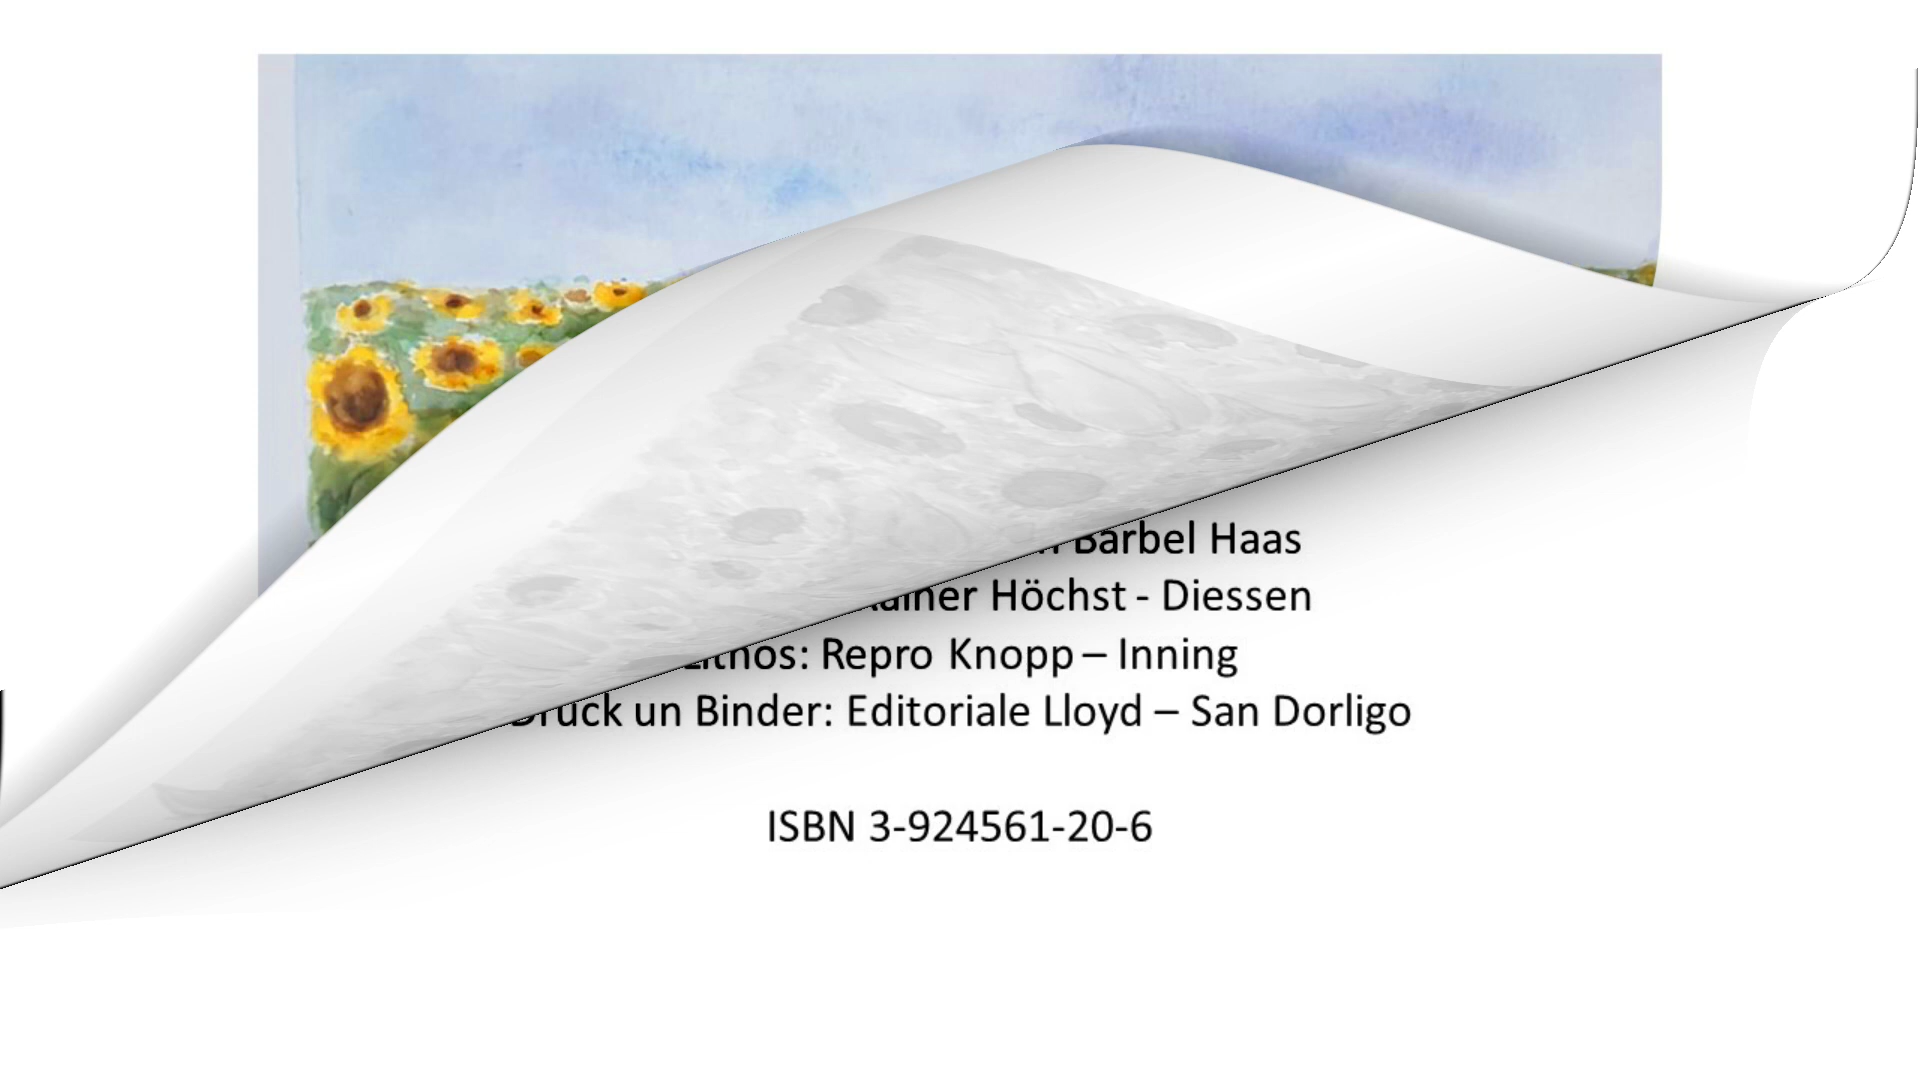 Bärbel Haas
Rainer Höchst - Diessen
Lithos: Repro Knopp – Inning
Druck un Binder: Editoriale Lloyd – San Dorligo
ISBN 3-924561-20-6